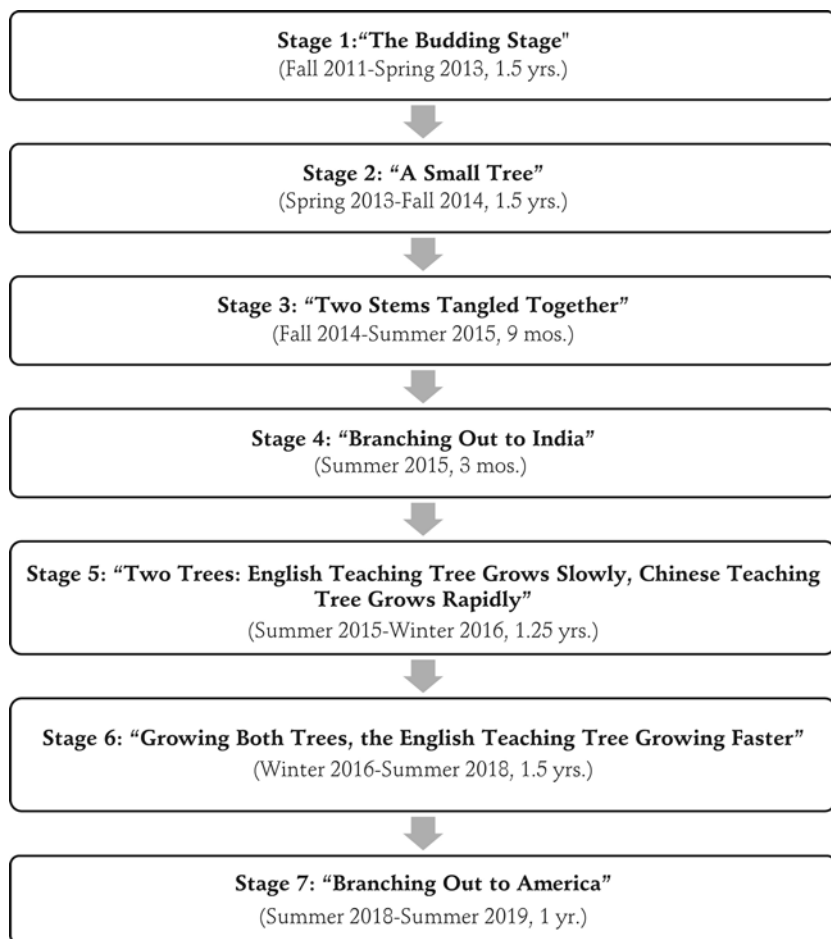 Stage 1:“The Budding Stage"
(Fall 2011-Spring 2013, 1.5 yrs.)
Stage 2: “A Small Tree”
(Spring 2013-Fall 2014, 1.5 yrs.)
Stage 3: “Two Stems Tangled Together”
(Fall 2014-Summer 2015, 9 mos.)
Stage 4: “Branching Out to India”
(Summer 2015, 3 mos.)
Stage 5: “Two Trees: English Teaching Tree Grows Slowly, Chinese Teaching
Tree Grows Rapidly”
(Summer 2015-Winter 2016, 1.25 yrs.)
Stage 6: “Growing Both Trees, the English Teaching Tree Growing Faster”
(Winter 2016-Summer 2018, 1.5 yrs.)
Stage 7: “Branching Out to America”
(Summer 2018-Summer 2019, 1 yr.)